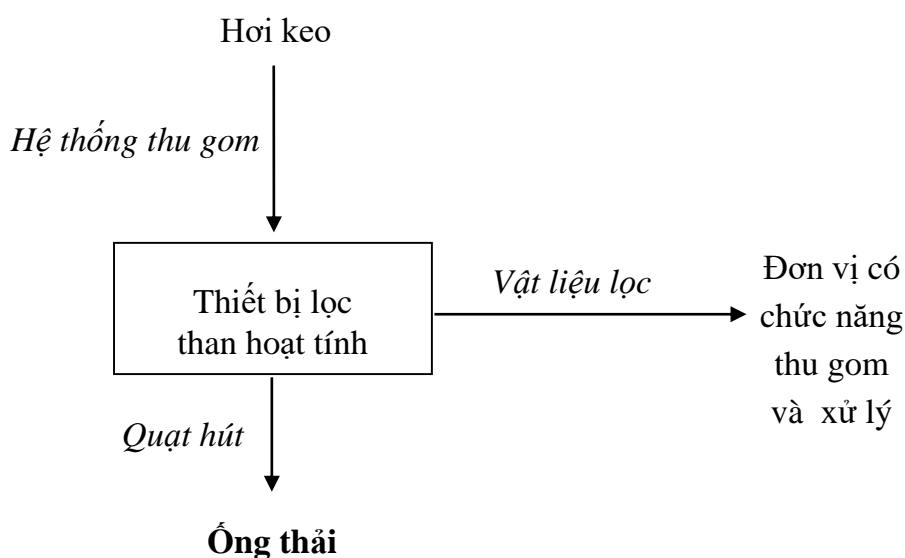 Hơi keo
Hệ thống thu gom
Thiết bị lọc
than hoạt tính
Vật liệu lọc
Đơn vị có
chức năng
thu gom
và xử lý
Quạt hút
Ống thải